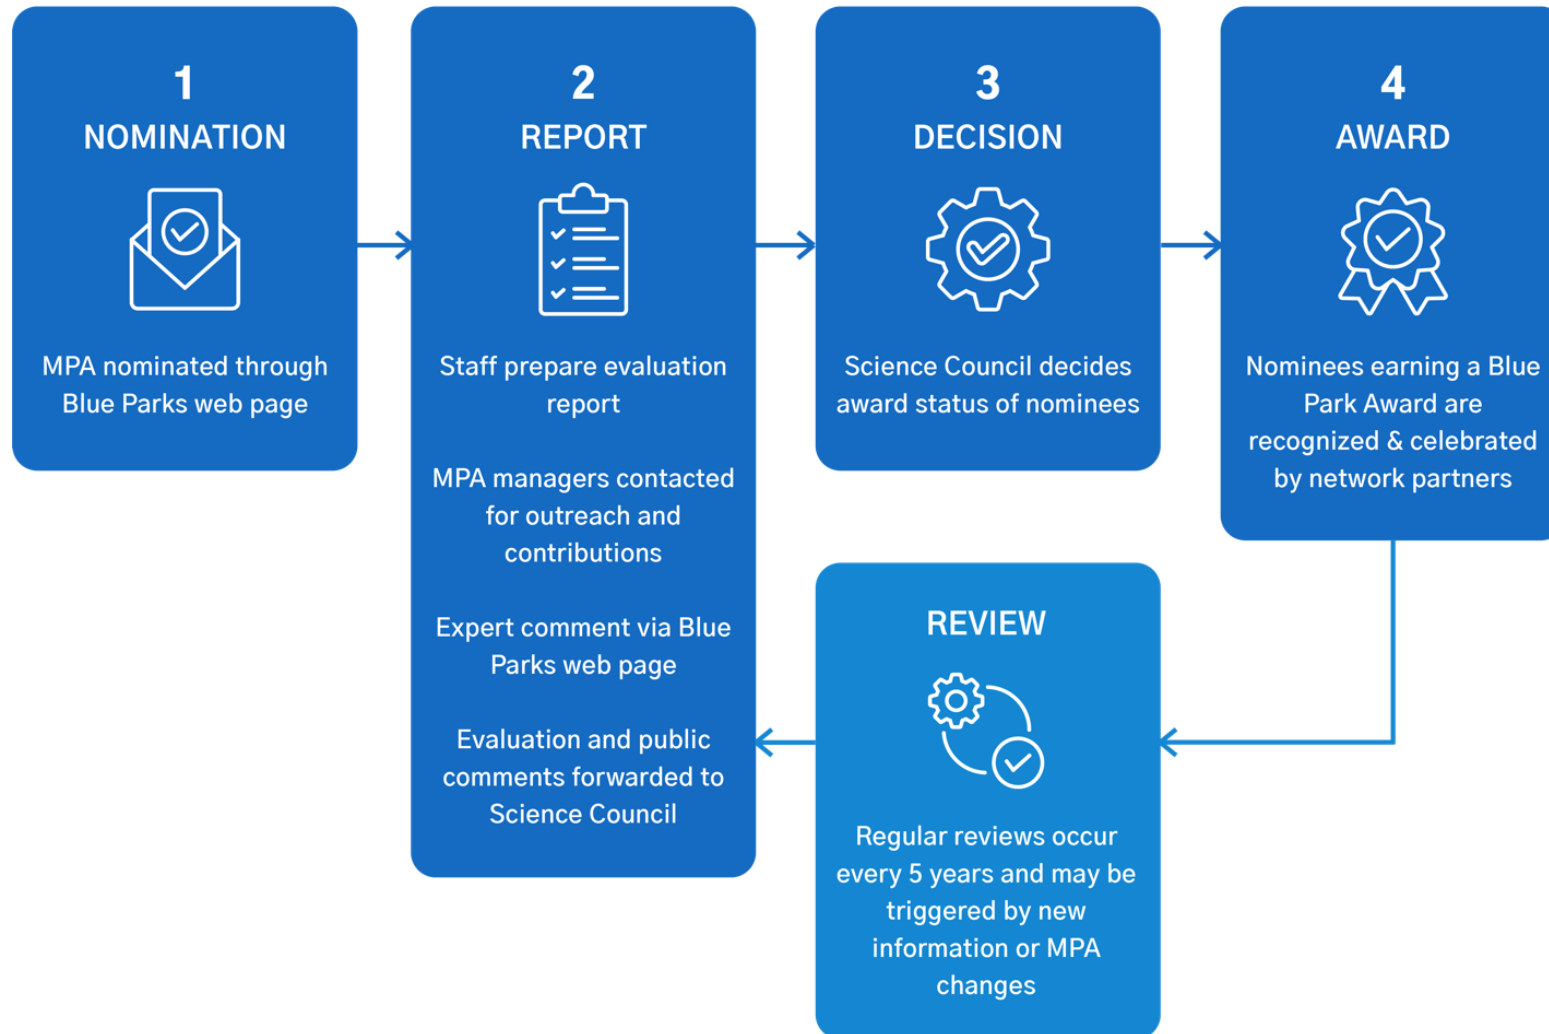 1
NOMINATION
MPA nominated through
Blue Parks web page
2
REPORT
Staff prepare evaluation
report
MPA managers contacted
for outreach and
contributions
Expert comment via Blue
Parks web page
Evaluation and public
comments forwarded to
Science Council
3
DECISION
Science Council decides
award status of nominees
4
AWARD
Nominees earning a Blue
Park Award are
recognized & celebrated
by network partners
REVIEW
Regular reviews occur
every 5 years and may be
triggered by new
information or MPA
changes